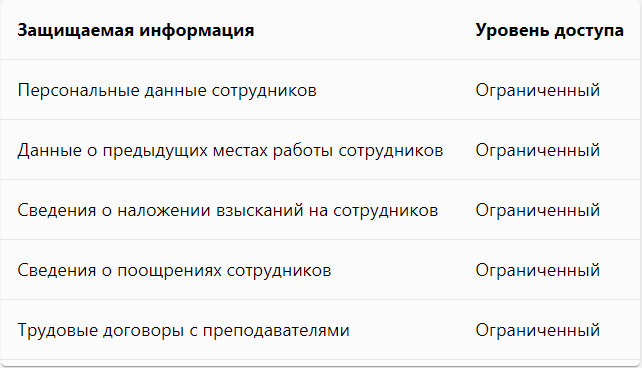 Защищаемая информация Уровень доступа
Персональные данные сотрудников Ограниченный
Данные о предыдущих местах работы сотрудников Ограниченный
Сведения о наложении взысканий на сотрудников Ограниченный
Сведения о поощрениях сотрудников Ограниченный
Трудовые договоры с преподавателями Ограниченный